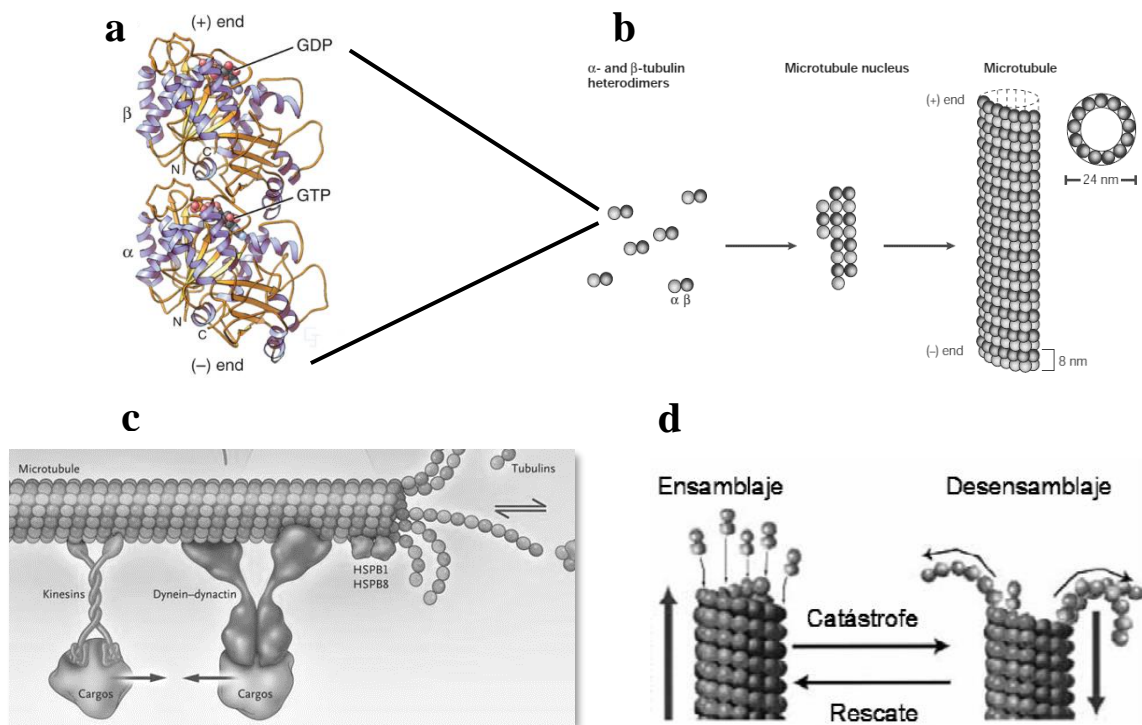 a
(+) end
GDP
β
N
C
GTP
α
N
C
(–) end
b
α- and β-tubulin
heterodimers
Microtubule nucleus
Microtubule
(+) end
24 nm
α β
(–) end
8 nm
c
Microtubule
Tubulins
HSPB1
HSPB8
Kinesins
Dynein–dynactin
Cargos
Cargos
d
Ensamblaje
Desensamblaje
Catástrofe
Rescate